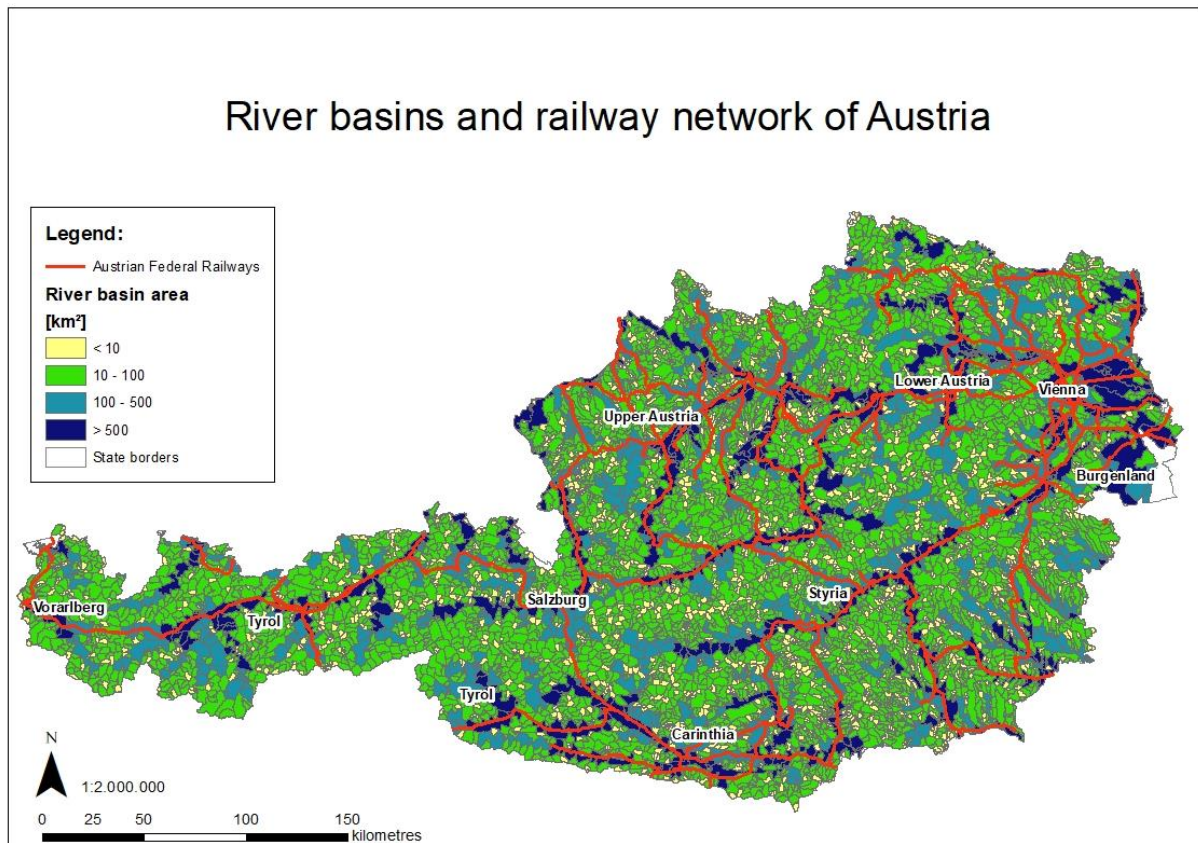 River basins and railway network of Austria
Legend:
Austrian Federal Railways
River basin area
[km²]
< 10
10 - 100
100 - 500
> 500
State borders
Lower Austria
Vienna
Upper Austria
Burgenland
Vorarlberg
Tyrol
Salzburg
Styria
Tyrol
Carinthia
N
1:2.000.000
0 25 50 100 150
kilometres